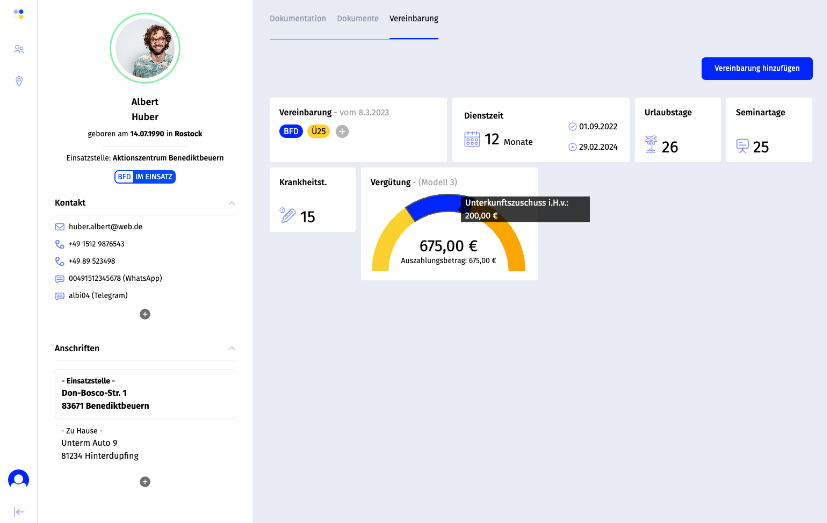 Albert
Huber
geboren am 14.07.1990 in Rostock
Einsatzstelle: Aktionszentrum Benediktbeuern
BFD IM EINSATZ
Kontakt
huber.albert@web.de
+49 1512 9876543
+49 89 523498
00491512345678 (WhatsApp)
albi04 (Telegram)
Anschriften
- Einsatzstelle -
Don-Bosco-Str. 1
83671 Benediktbeuern
- Zu Hause -
Unterm Auto 9
81234 Hinterdupfing
Dokumentation Dokumente Vereinbarung
Vereinbarung hinzufügen
Vereinbarung - vom 8.3.2023
BFD Ü25
Dienstzeit
12 Monate
01.09.2022
29.02.2024
Urlaubstage
26
Seminartage
25
Krankheitst.
15
Vergütung - (Modell 3)
Unterkunftszuschuss i.H.v.:
200,00 €
675,00 €
Auszahlungsbetrag: 675,00 €